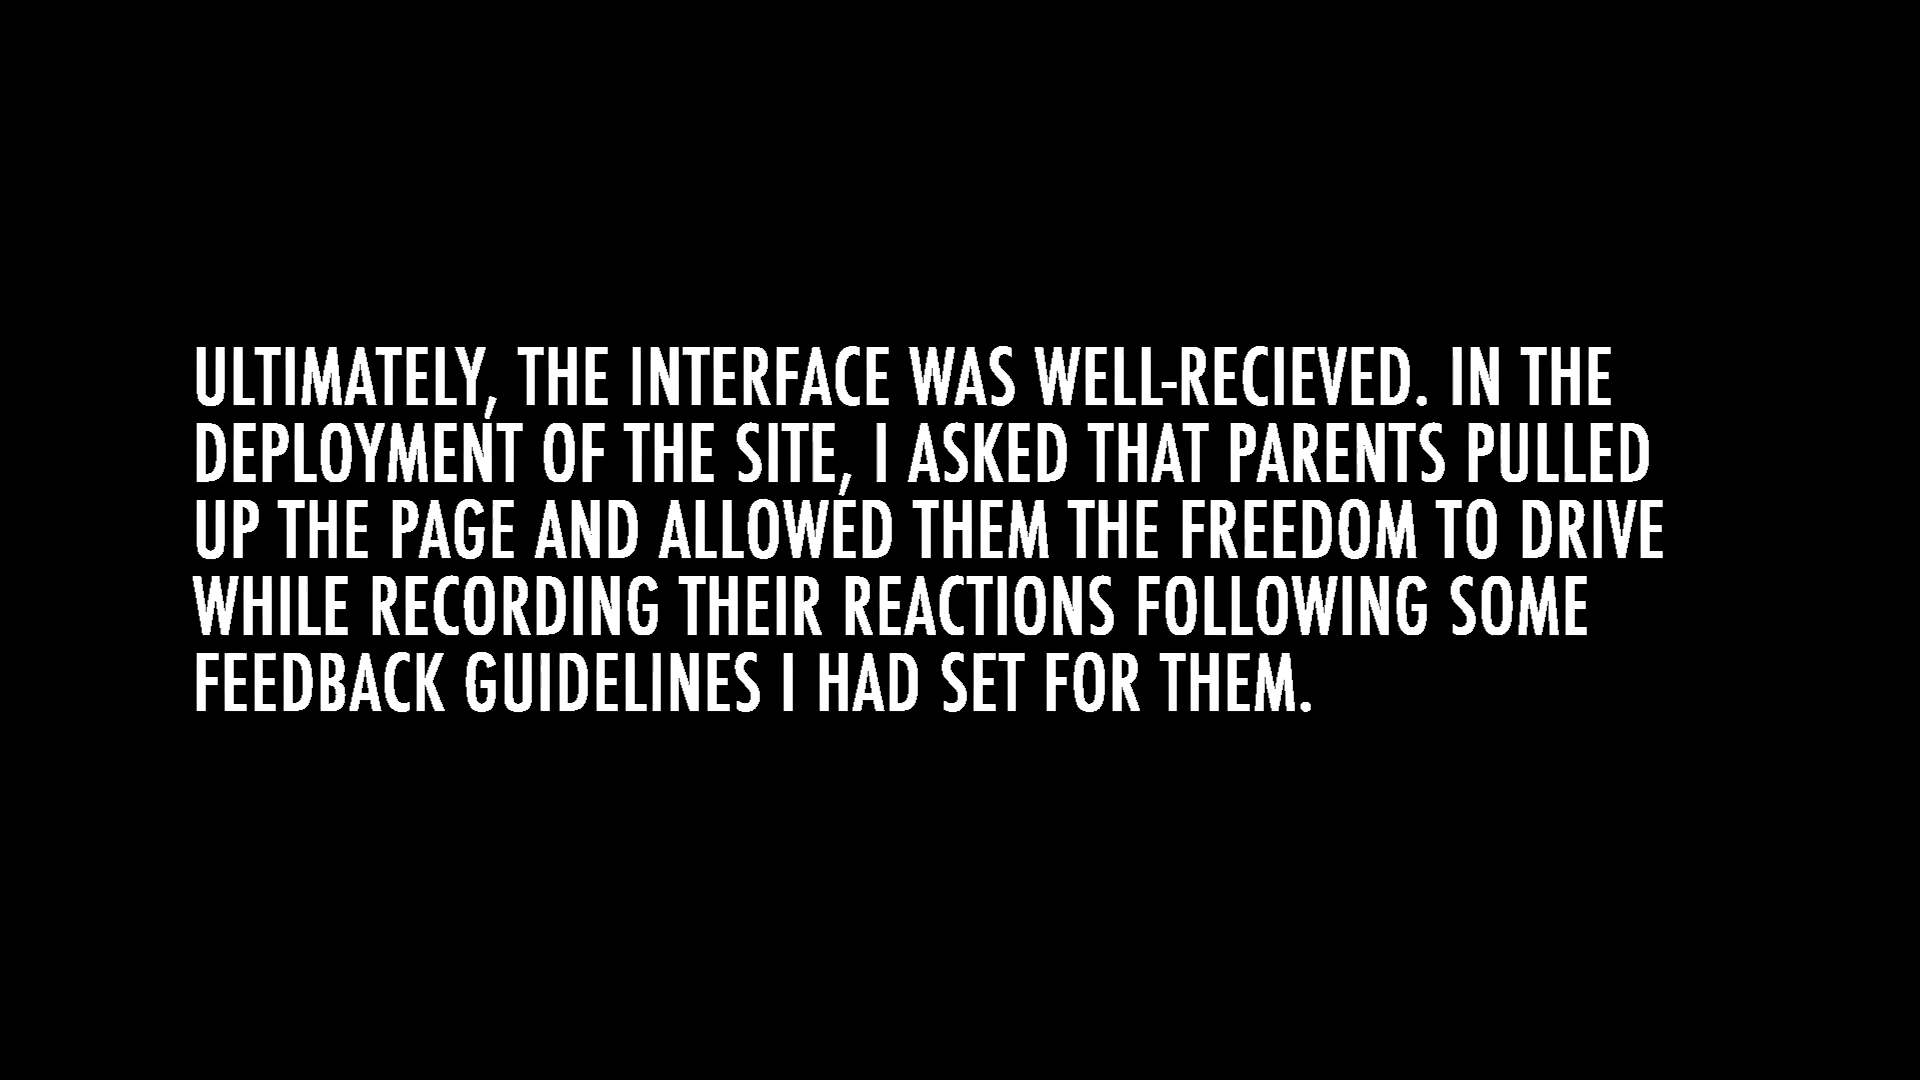 ULTIMATELY, THE INTERFACE WAS WELL-RECIEVED. IN THE
DEPLOYMENT OF THE SITE, I ASKED THAT PARENTS PULLED
UP THE PAGE AND ALLOWED THEM THE FREEDOM TO DRIVE
WHILE RECORDING THEIR REACTIONS FOLLOWING SOME
FEEDBACK GUIDELINES I HAD SET FOR THEM.